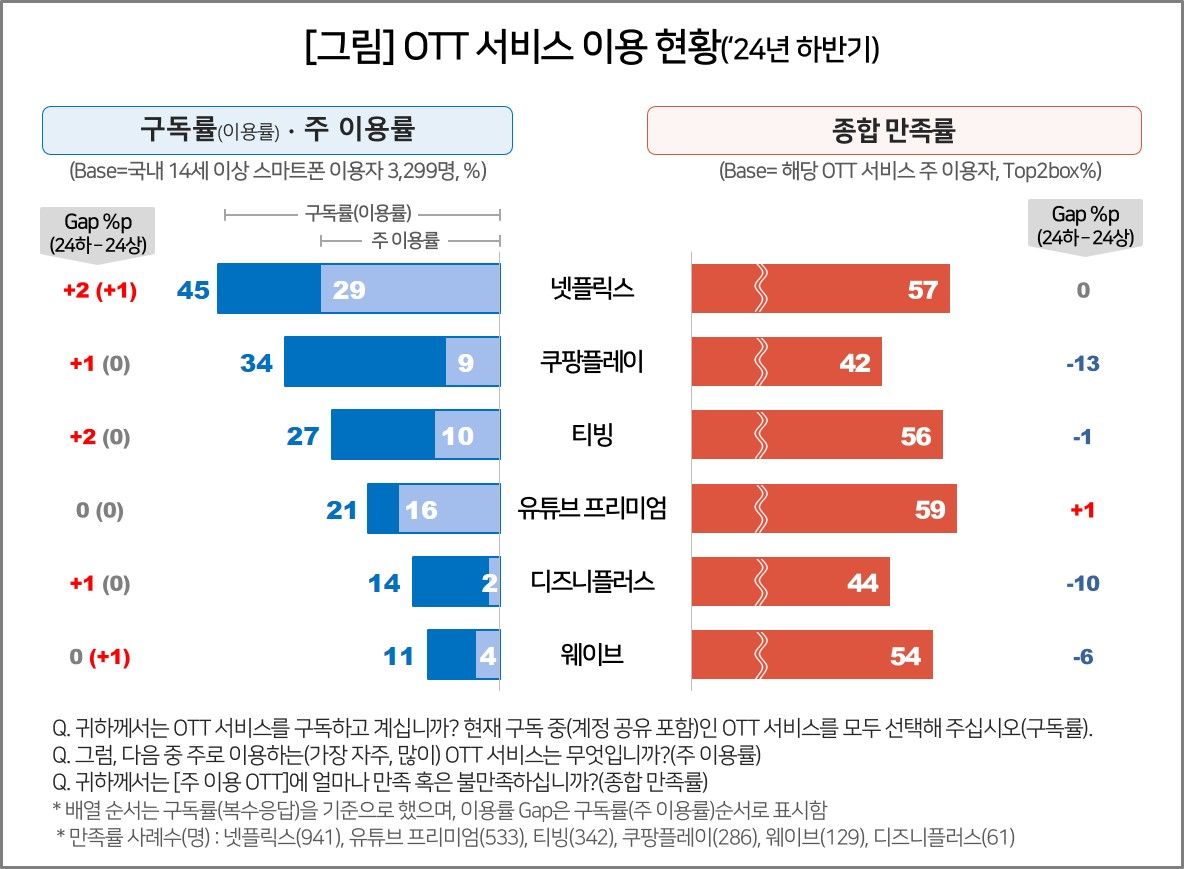 [그림] OTT 서비스 이용 현황(‘24년 하반기)
구독률(이용률) · 주 이용률
종합 만족률
(Base=국내 14세 이상 스마트폰 이용자 3,299명, %)
(Base= 해당 OTT 서비스 주 이용자, Top2box%)
Gap %p
(24하 – 24상)
구독률(이용률)
주 이용률
Gap %p
(24하 – 24상)
+2 (+1) 45 29 넷플릭스 57 0
+1 (0) 34 9 쿠팡플레이 42 -13
+2 (0) 27 10 티빙 56 -1
0 (0) 21 16 유튜브 프리미엄 59 +1
+1 (0) 14 2 디즈니플러스 44 -10
0 (+1) 11 4 웨이브 54 -6
Q. 귀하께서는 OTT 서비스를 구독하고 계십니까? 현재 구독 중(계정 공유 포함)인 OTT 서비스를 모두 선택해 주십시오(구독률).
Q. 그럼, 다음 중 주로 이용하는(가장 자주, 많이) OTT 서비스는 무엇입니까?(주 이용률)
Q. 귀하께서는 [주 이용 OTT]에 얼마나 만족 혹은 불만족하십니까?(종합 만족률)
* 배열 순서는 구독률(복수응답)을 기준으로 했으며, 이용률 Gap은 구독률(주 이용률)순서로 표시함
* 만족률 사례수(명) : 넷플릭스(941), 유튜브 프리미엄(533), 티빙(342), 쿠팡플레이(286), 웨이브(129), 디즈니플러스(61)